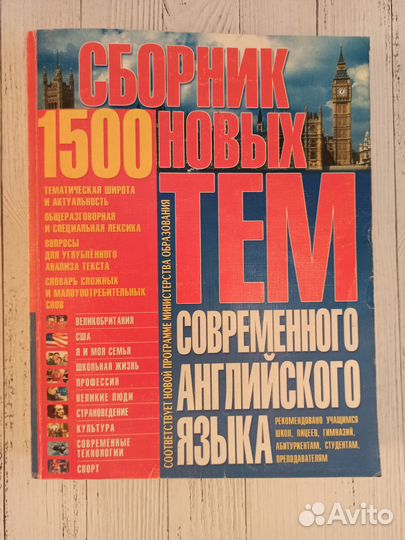 СБОРНИК
1500 НОВЫХ
ТЕМ
СОВРЕМЕННОГО
АНГЛИЙСКОГО
ЯЗЫКА
ТЕМАТИЧЕСКАЯ ШИРОТА
И АКТУАЛЬНОСТЬ
ОБЩЕРАЗГОВОРНАЯ
И СПЕЦИАЛЬНАЯ ЛЕКСИКА
ВОПРОСЫ
ДЛЯ УГЛУБЛЁННОГО
АНАЛИЗА ТЕКСТА
СЛОВАРЬ СЛОЖНЫХ
И МАЛОУПОТРЕБИТЕЛЬНЫХ
СЛОВ
ВЕЛИКОБРИТАНИЯ
США
Я И МОЯ СЕМЬЯ
ШКОЛЬНАЯ ЖИЗНЬ
ПРОФЕССИЯ
ВЕЛИКИЕ ЛЮДИ
СТРАНОВЕДЕНИЕ
КУЛЬТУРА
СОВРЕМЕННЫЕ
ТЕХНОЛОГИИ
СПОРТ
СООТВЕТСТВУЕТ НОВОЙ ПРОГРАММЕ МИНИСТЕРСТВА ОБРАЗОВАНИЯ
РЕКОМЕНДОВАНО УЧАЩИМСЯ
ШКОЛ, ЛИЦЕЕВ, ГИМНАЗИЙ,
АБИТУРИЕНТАМ, СТУДЕНТАМ,
ПРЕПОДАВАТЕЛЯМ
Avito